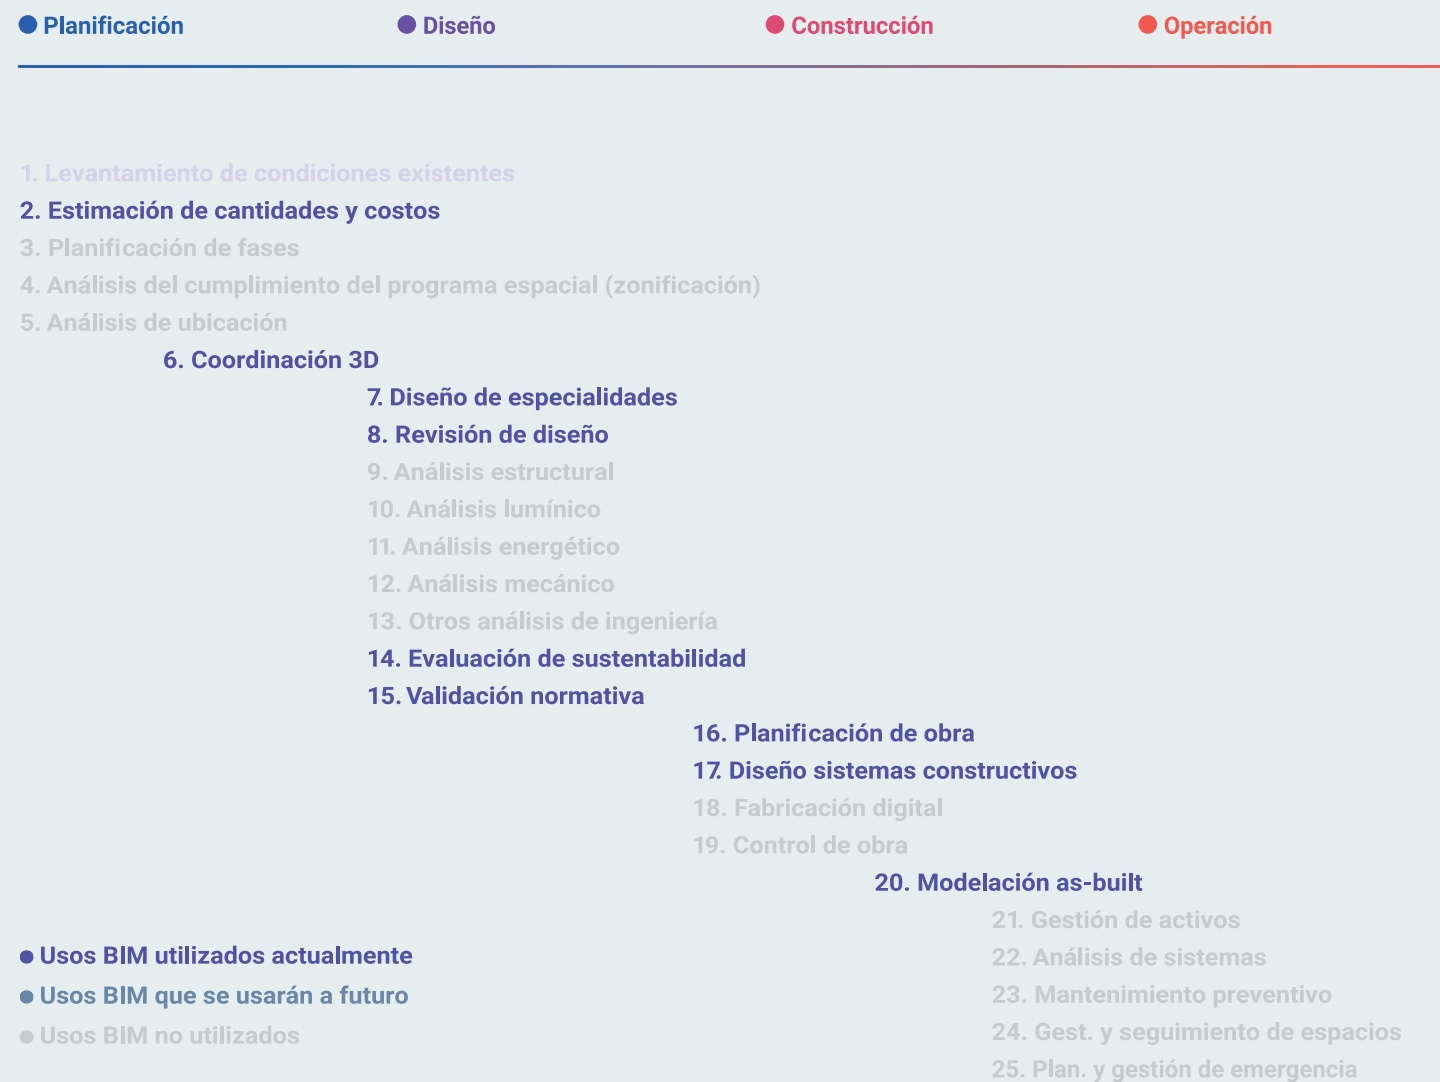 Planificación
Diseño
Construcción
Operación
1. Levantamiento de condiciones existentes
2. Estimación de cantidades y costos
3. Planificación de fases
4. Análisis del cumplimiento del programa espacial (zonificación)
5. Análisis de ubicación
6. Coordinación 3D
7. Diseño de especialidades
8. Revisión de diseño
9. Análisis estructural
10. Análisis lumínico
11. Análisis energético
12. Análisis mecánico
13. Otros análisis de ingeniería
14. Evaluación de sustentabilidad
15. Validación normativa
16. Planificación de obra
17. Diseño sistemas constructivos
18. Fabricación digital
19. Control de obra
20. Modelación as-built
21. Gestión de activos
22. Análisis de sistemas
23. Mantenimiento preventivo
24. Gest. y seguimiento de espacios
25. Plan. y gestión de emergencia
Usos BIM utilizados actualmente
Usos BIM que se usarán a futuro
Usos BIM no utilizados